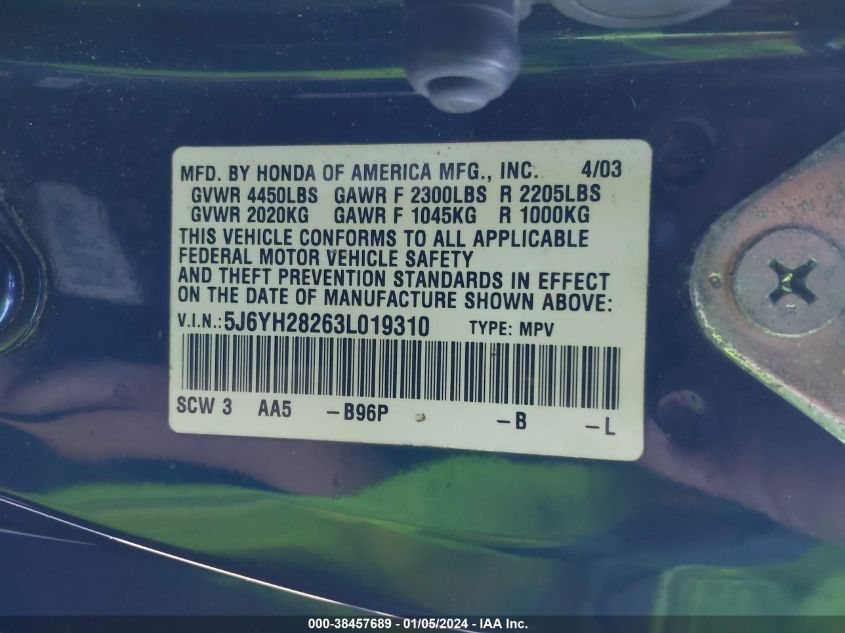 MFD. BY HONDA OF AMERICA MFG., INC. 4/03
GVWR 4450LBS GAWR F 2300LBS R 2205LBS
GVWR 2020KG GAWR F 1045KG R 1000KG
THIS VEHICLE CONFORMS TO ALL APPLICABLE
FEDERAL MOTOR VEHICLE SAFETY
AND THEFT PREVENTION STANDARDS IN EFFECT
ON THE DATE OF MANUFACTURE SHOWN ABOVE:
V.I.N.: 5J6YH28263L019310 TYPE: MPV
SCW 3 AA5 -B96P -B -L
000-38457689 - 01/05/2024 - IAA Inc.